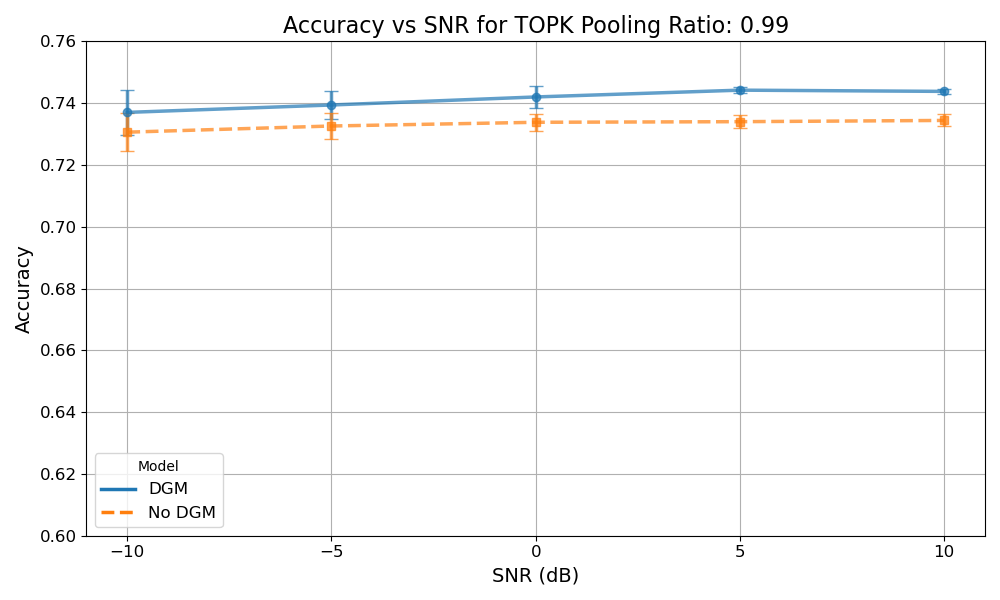 Accuracy vs SNR for TOPK Pooling Ratio: 0.99
Accuracy
0.76
0.74
0.72
0.70
0.68
0.66
0.64
0.62
0.60
Model
DGM
No DGM
−10
−5
0
5
10
SNR (dB)